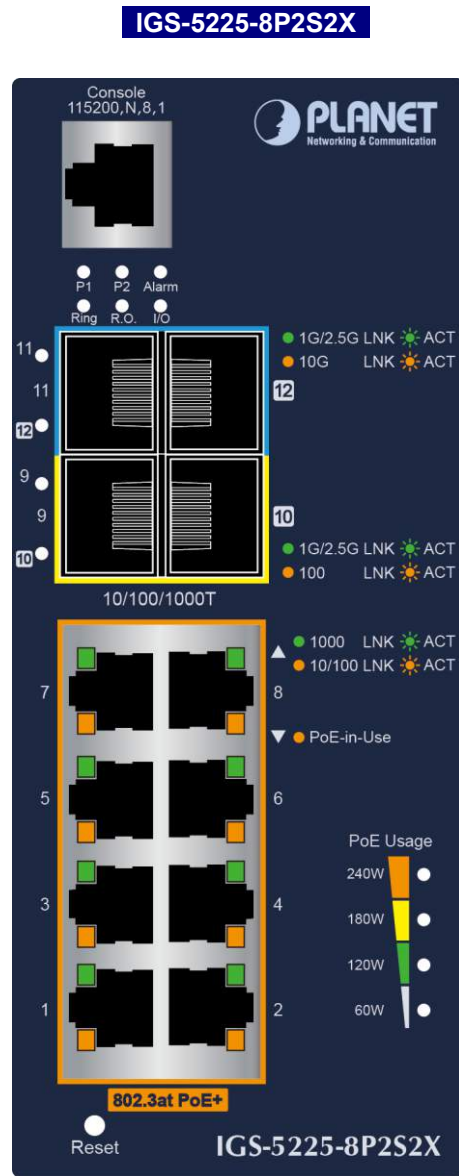 IGS-5225-8P2S2X
Console
115200,N,8,1
PLANET
Networking & Communication
P1 P2 Alarm
Ring R.O. I/O
11
1G/2.5G LNK ACT
10G LNK ACT
11
12
12
9
9
10
10
1G/2.5G LNK ACT
100 LNK ACT
10/100/1000T
1000 LNK ACT
10/100 LNK ACT
7 8
PoE-in-Use
5 6
PoE Usage
240W
3 4
180W
120W
1 2
60W
802.3at PoE+
Reset
IGS-5225-8P2S2X